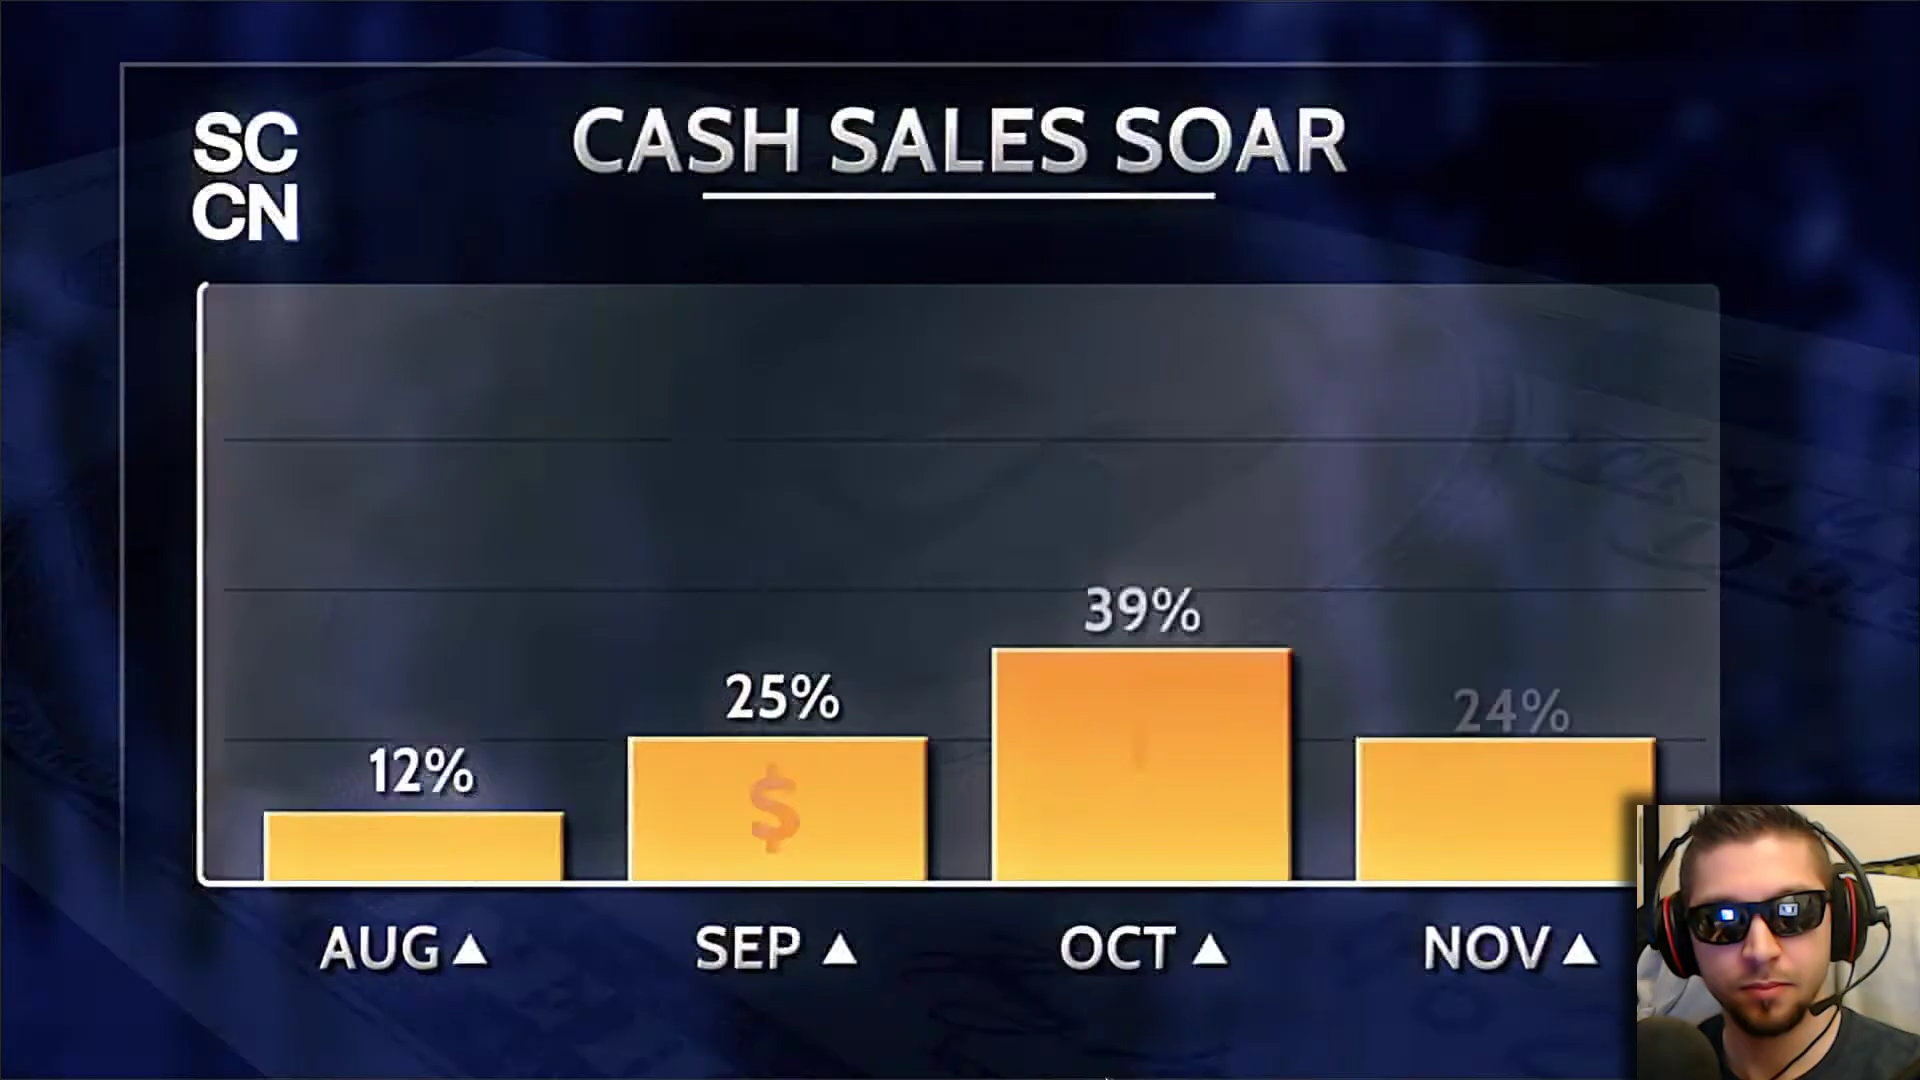 SC
CN
CASH SALES SOAR
12%
25%
39%
24%
$
AUG ▲
SEP ▲
OCT ▲
NOV ▲